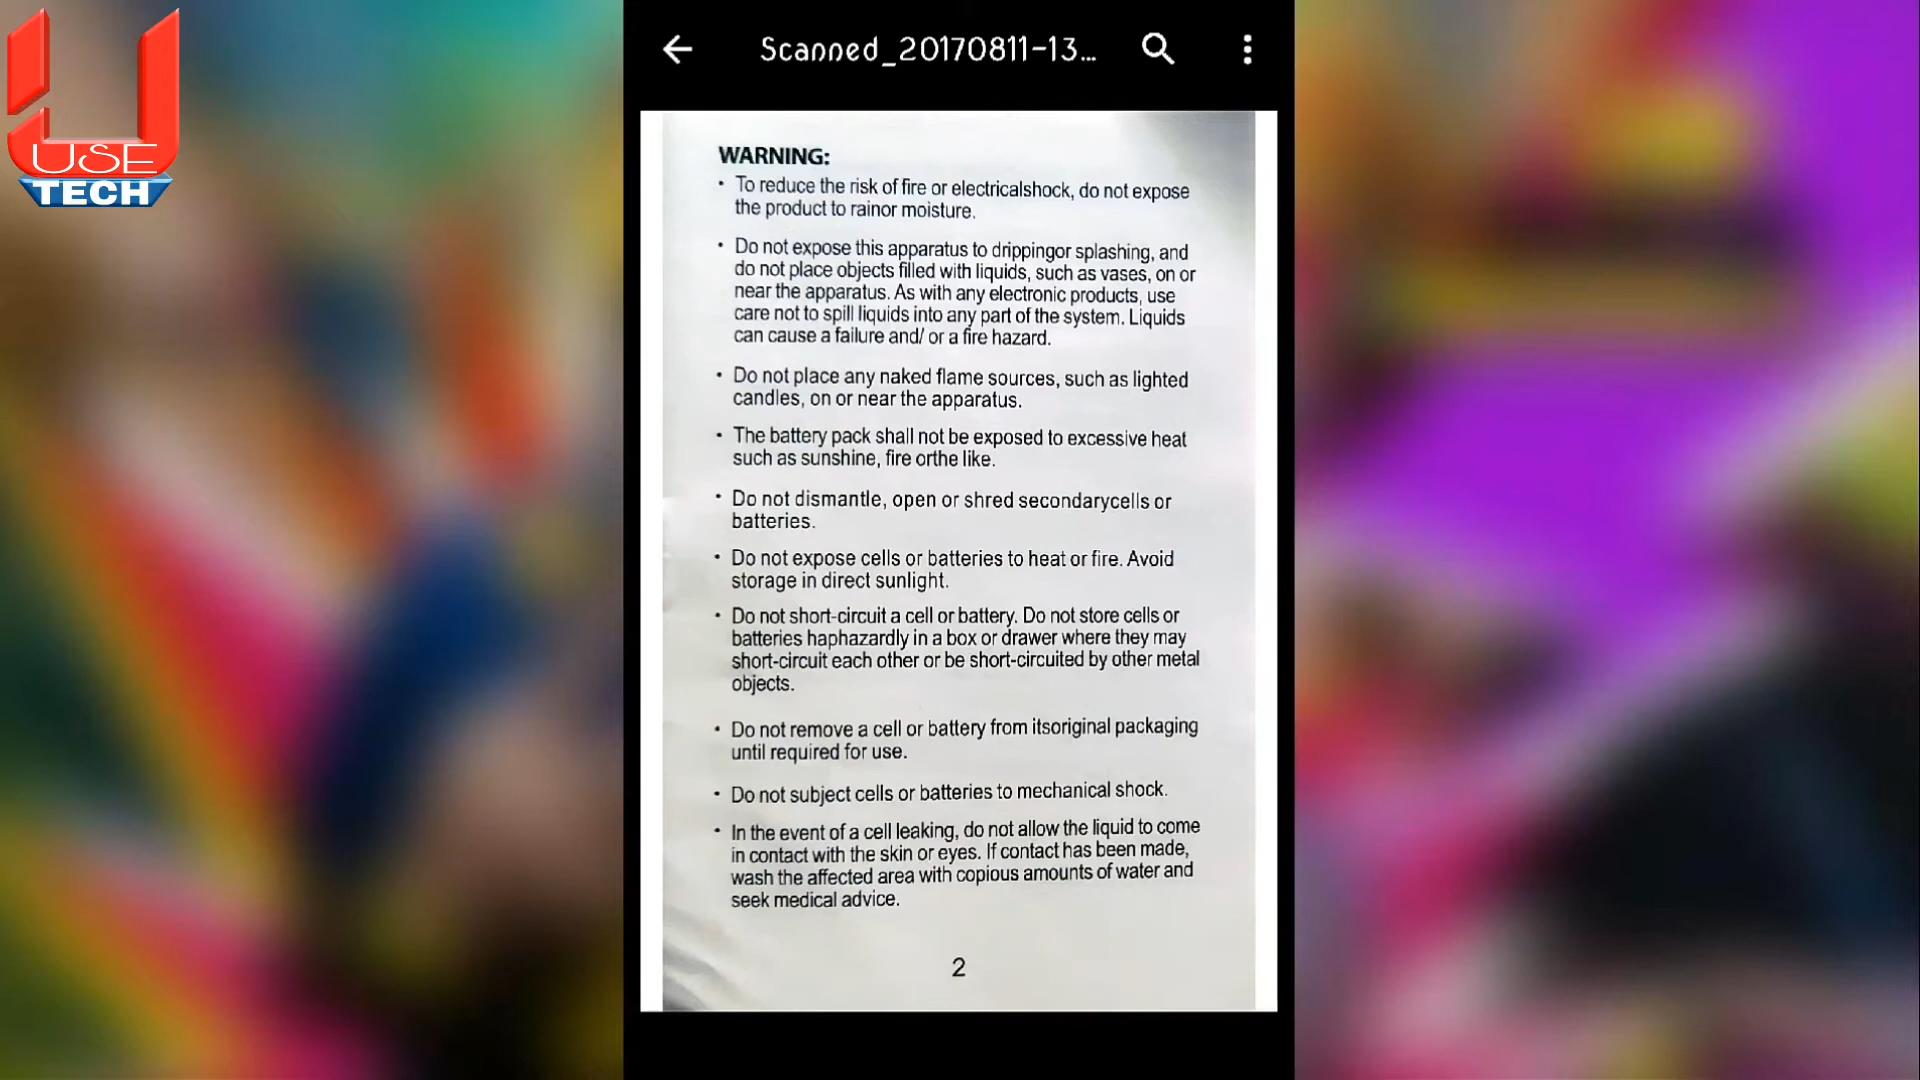 USE
TECH
Scanned_20170811-13...
WARNING:
• To reduce the risk of fire or electricalshock, do not expose
the product to rainor moisture.
• Do not expose this apparatus to drippingor splashing, and
do not place objects filled with liquids, such as vases, on or
near the apparatus. As with any electronic products, use
care not to spill liquids into any part of the system. Liquids
can cause a failure and/ or a fire hazard.
• Do not place any naked flame sources, such as lighted
candles, on or near the apparatus.
• The battery pack shall not be exposed to excessive heat
such as sunshine, fire orthe like.
• Do not dismantle, open or shred secondarycells or
batteries.
• Do not expose cells or batteries to heat or fire. Avoid
storage in direct sunlight.
• Do not short-circuit a cell or battery. Do not store cells or
batteries haphazardly in a box or drawer where they may
short-circuit each other or be short-circuited by other metal
objects.
• Do not remove a cell or battery from itsoriginal packaging
until required for use.
• Do not subject cells or batteries to mechanical shock.
• In the event of a cell leaking, do not allow the liquid to come
in contact with the skin or eyes. If contact has been made,
wash the affected area with copious amounts of water and
seek medical advice.
2